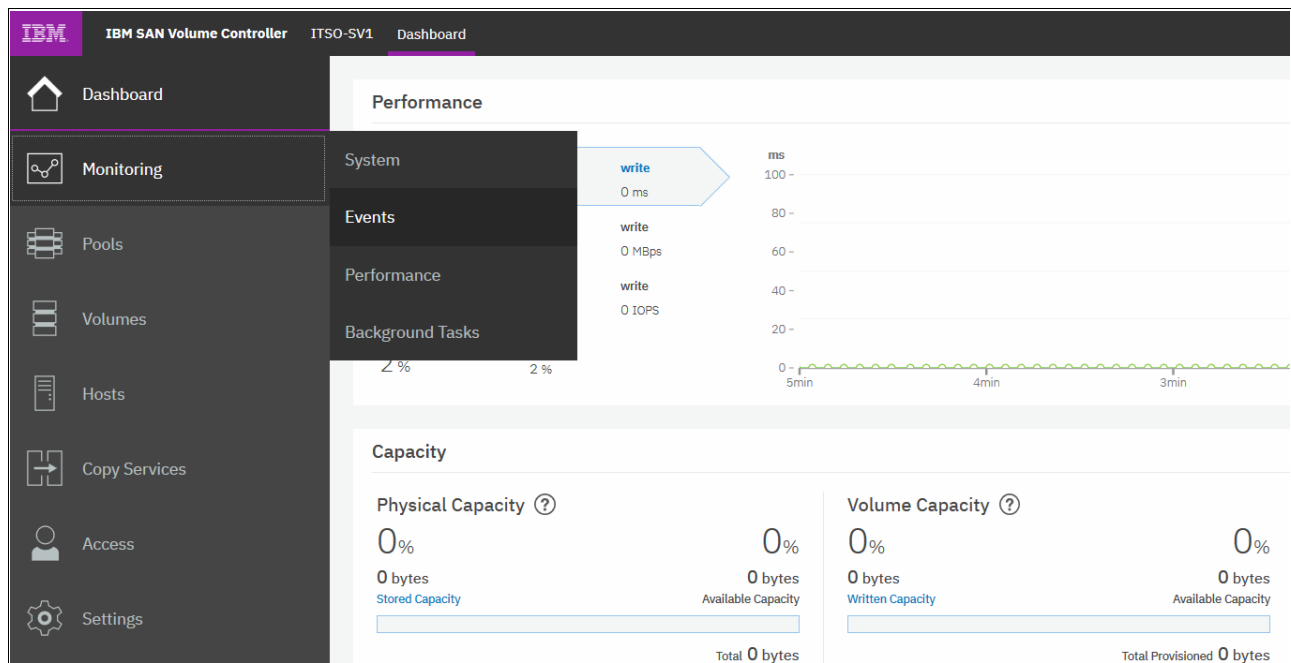 IBM
IBM SAN Volume Controller ITSO-SV1 Dashboard
Dashboard
Monitoring
Pools
Volumes
Hosts
Copy Services
Access
Settings
System
Events
Performance
Background Tasks
Performance
write
0 ms
write
0 MBps
write
0 IOPS
2 %
2 %
ms
100
80
60
40
20
0
5min 4min 3min
Capacity
Physical Capacity ?
0% 0%
0 bytes 0 bytes
Stored Capacity Available Capacity
Total 0 bytes
Volume Capacity ?
0% 0%
0 bytes 0 bytes
Written Capacity Available Capacity
Total Provisioned 0 bytes